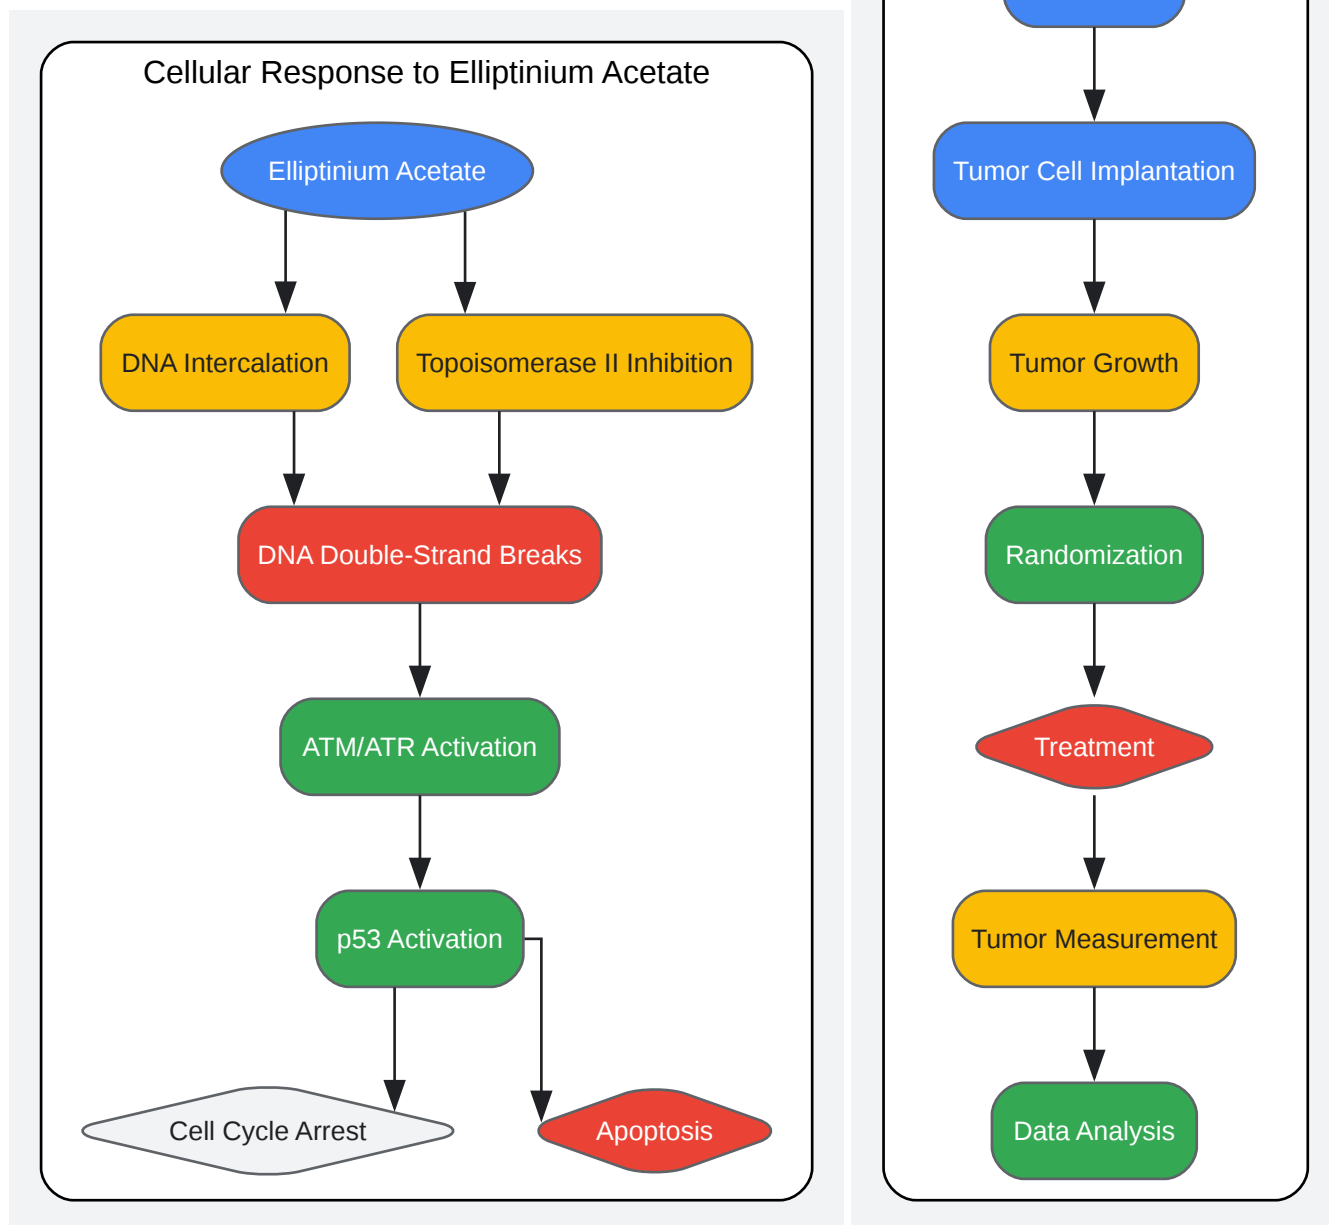 Cellular Response to Elliptinium Acetate
Elliptinium Acetate
DNA Intercalation
Topoisomerase II Inhibition
DNA Double-Strand Breaks
ATM/ATR Activation
p53 Activation
Cell Cycle Arrest
Apoptosis
Tumor Cell Implantation
Tumor Growth
Randomization
Treatment
Tumor Measurement
Data Analysis